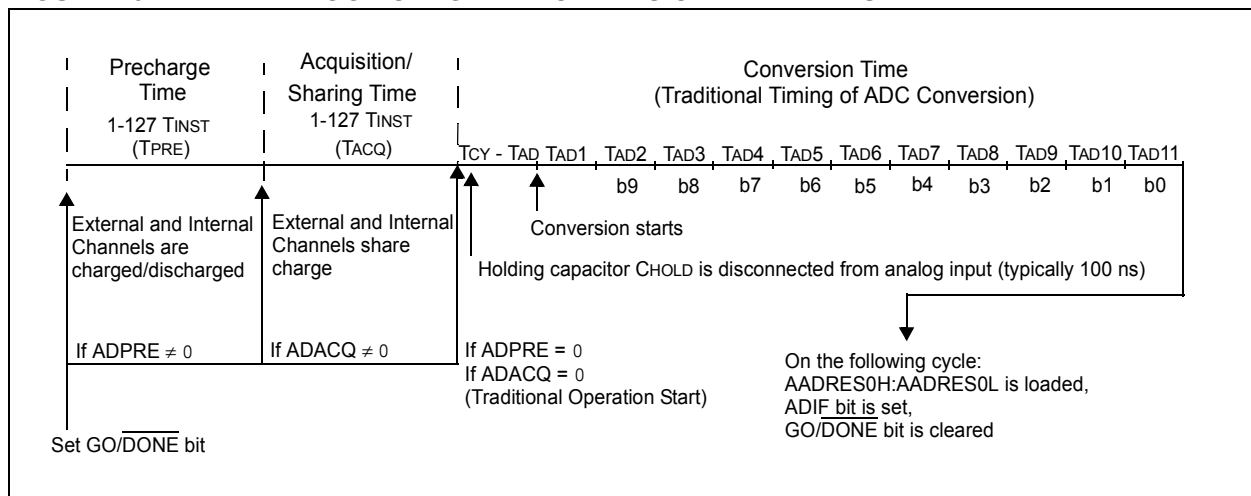 Precharge
Time
1-127 TINST
(TPRE)
Acquisition/
Sharing Time
1-127 TINST
(TACQ)
Conversion Time
(Traditional Timing of ADC Conversion)
TCY - TAD TAD1 TAD2 TAD3 TAD4 TAD5 TAD6 TAD7 TAD8 TAD9 TAD10 TAD11
b9 b8 b7 b6 b5 b4 b3 b2 b1 b0
External and Internal
Channels are
charged/discharged
External and Internal
Channels share
charge
Conversion starts
Holding capacitor CHOLD is disconnected from analog input (typically 100 ns)
If ADPRE ≠ 0
If ADACQ ≠ 0
If ADPRE = 0
If ADACQ = 0
(Traditional Operation Start)
On the following cycle:
AADRES0H:AADRES0L is loaded,
ADIF bit is set,
GO/DONE bit is cleared
Set GO/DONE bit